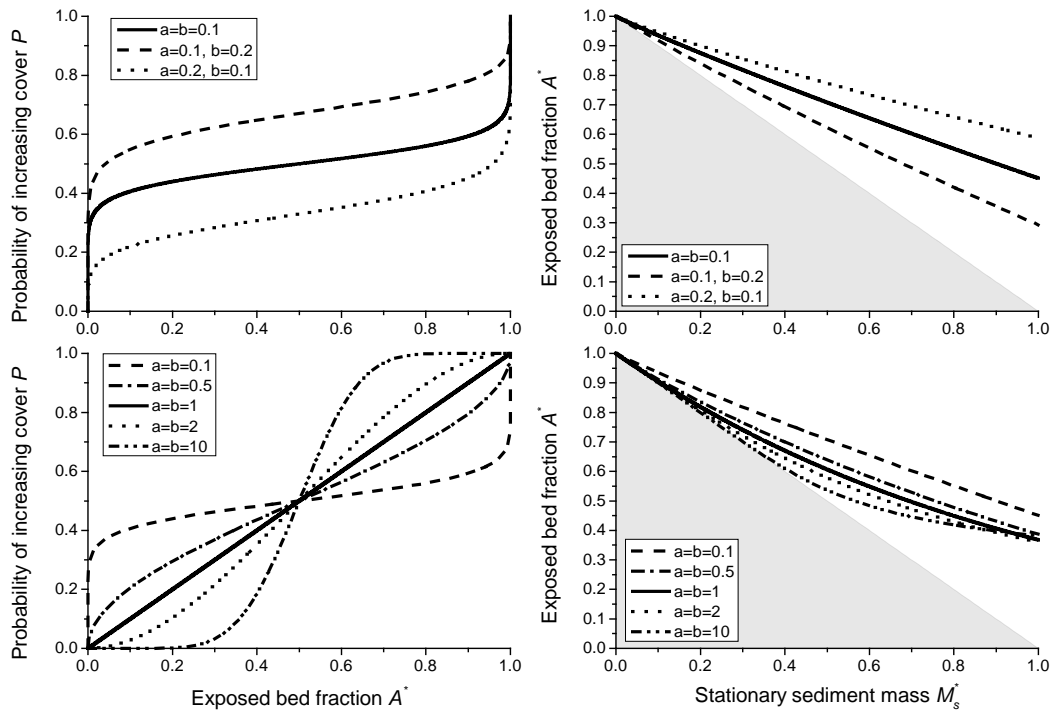 Probability of increasing cover P
1.0
0.8
0.6
0.4
0.2
0.0
a=b=0.1
a=0.1, b=0.2
a=0.2, b=0.1
0.0 0.2 0.4 0.6 0.8 1.0
Exposed bed fraction A*
1.0
0.9
0.8
0.7
0.6
0.5
0.4
0.3
0.2
0.1
0.0
a=b=0.1
a=0.1, b=0.2
a=0.2, b=0.1
0.0 0.2 0.4 0.6 0.8 1.0
Probability of increasing cover P
1.0
0.8
0.6
0.4
0.2
0.0
a=b=0.1
a=b=0.5
a=b=1
a=b=2
a=b=10
0.0 0.2 0.4 0.6 0.8 1.0
Exposed bed fraction A*
Exposed bed fraction A*
1.0
0.9
0.8
0.7
0.6
0.5
0.4
0.3
0.2
0.1
0.0
a=b=0.1
a=b=0.5
a=b=1
a=b=2
a=b=10
0.0 0.2 0.4 0.6 0.8 1.0
Stationary sediment mass Ms*